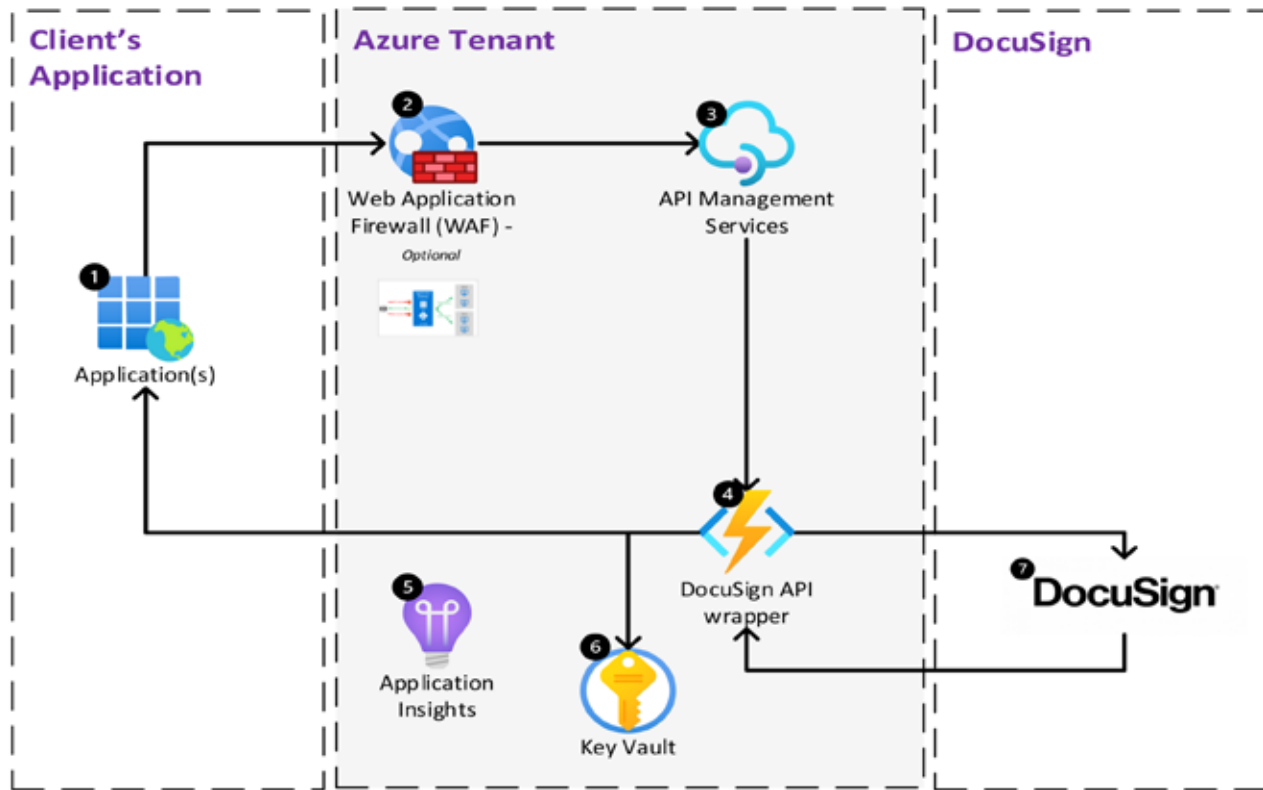 Client's
Application
Azure Tenant
DocuSign
2
3
Web Application
Firewall (WAF) -
Optional
API Management
Services
1
Application(s)
4
DocuSign API
wrapper
7
DocuSign
5
Application
Insights
6
Key Vault